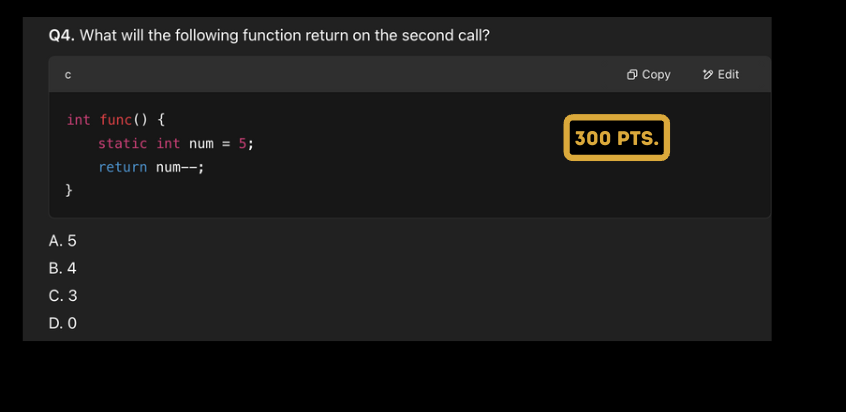 Q4. What will the following function return on the second call?
c
Copy
Edit
int func() {
    static int num = 5;
    return num--;
}
300 PTS.
A. 5
B. 4
C. 3
D. 0